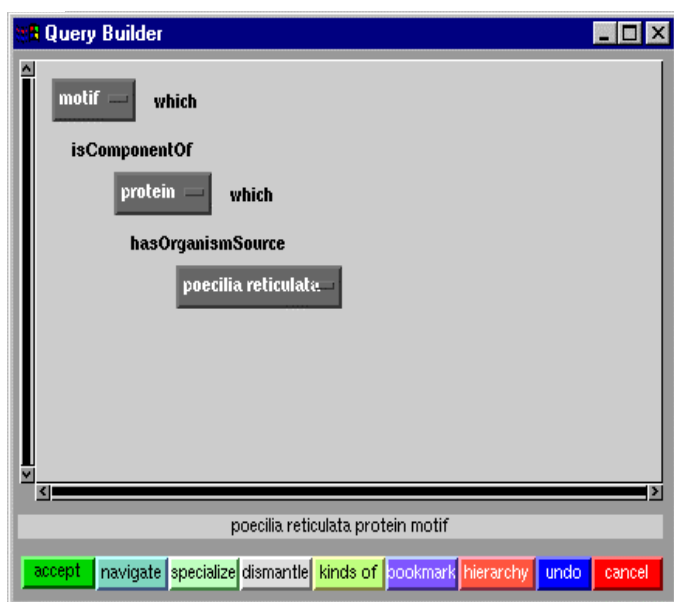 Query Builder
motif which
isComponentOf
protein which
hasOrganismSource
poecilia reticulata
poecilia reticulata protein motif
accept navigate specialize dismantle kinds of bookmark hierarchy undo cancel